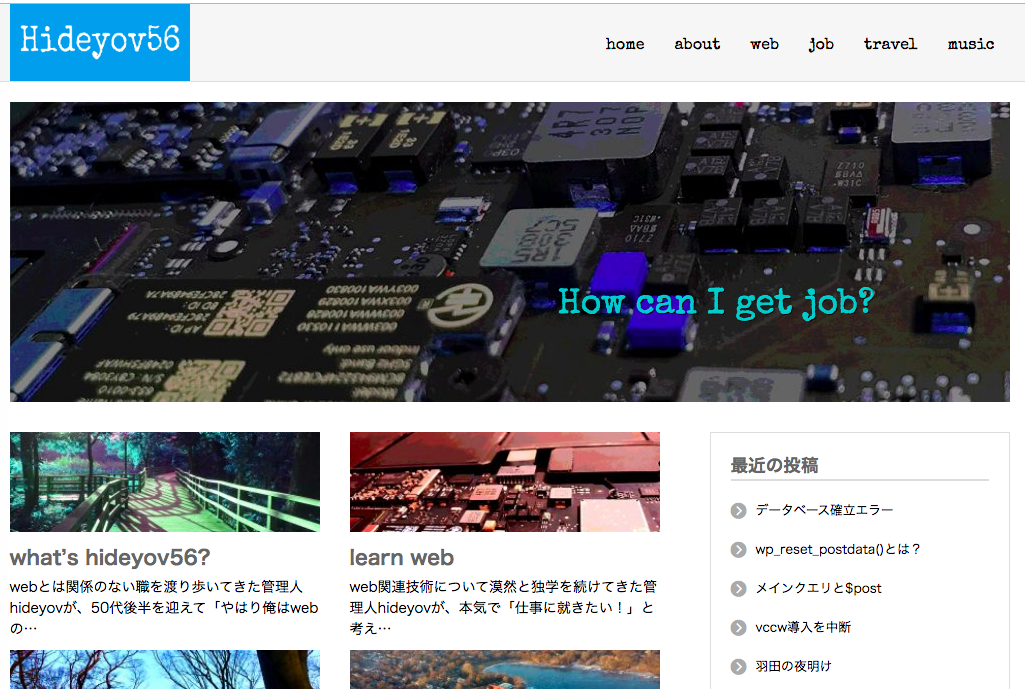 Hideyov56
home about web job travel music
How can I get job?
what's hideyov56?
webとは関係のない職を渡り歩いてきた管理人
hideyovが、50代後半を迎えて「やはり俺はweb
の…
learn web
web関連技術について漠然と独学を続けてきた管
理人hideyovが、本気で「仕事に就きたい！」と
考え…
最近の投稿
データベース確立エラー
wp_reset_postdata()とは？
メインクエリと$post
vccw導入を中断
羽田の夜明け